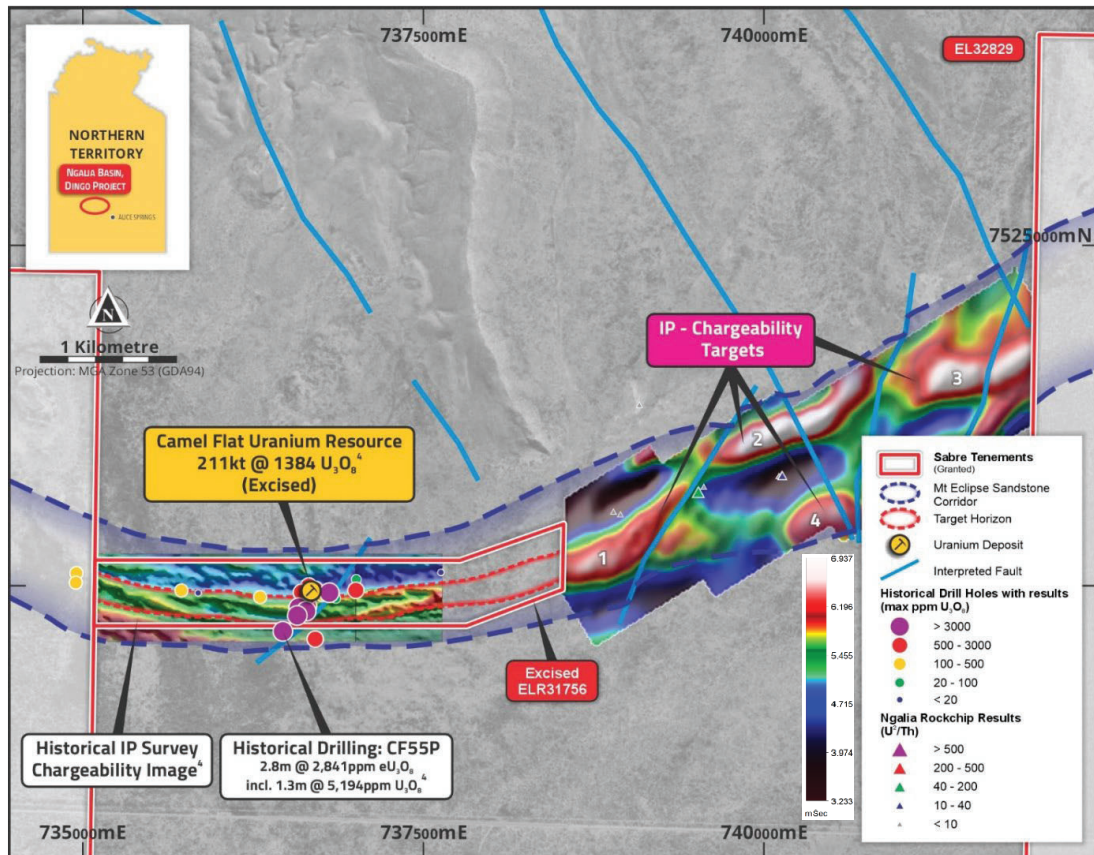 737500mE
740000mE
EL32829
NORTHERN
TERRITORY
NGALIA BASIN,
DINGO PROJECT
ALICE SPRINGS
7525000mN
N
1 Kilometre
Projection: MGA Zone 53 (GDA94)
IP - Chargeability
Targets
3
2
1
4
Camel Flat Uranium Resource
211kt @ 1384 U₃O₈⁴
(Excised)
Sabre Tenements
(Granted)
Mt Eclipse Sandstone
Corridor
Target Horizon
Uranium Deposit
Interpreted Fault
Historical Drill Holes with results
(max ppm U₃O₈)
> 3000
500 - 3000
100 - 500
20 - 100
< 20
Ngalia Rockchip Results
(U²/Th)
> 500
200 - 500
40 - 200
10 - 40
< 10
6.937
6.196
5.455
4.715
3.974
3.233
mSec
Excised
ELR31756
Historical IP Survey
Chargeability Image⁴
Historical Drilling: CF55P
2.8m @ 2,841ppm eU₃O₈
incl. 1.3m @ 5,194ppm U₃O₈⁴
735000mE
737500mE
740000mE